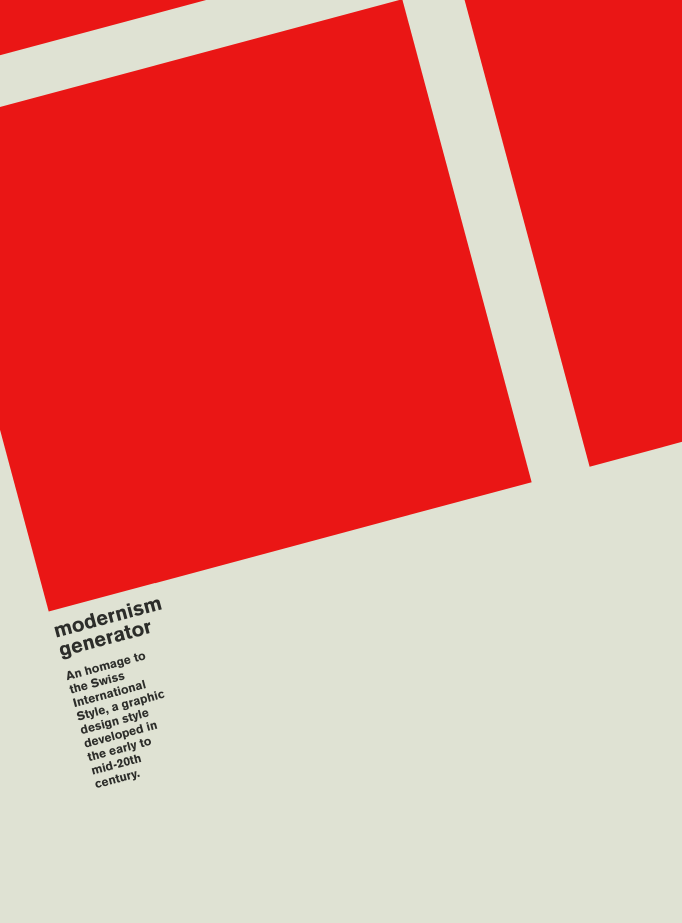 modernism
generator
An homage to
the Swiss
International
Style, a graphic
design style
developed in
the early to
mid-20th
century.